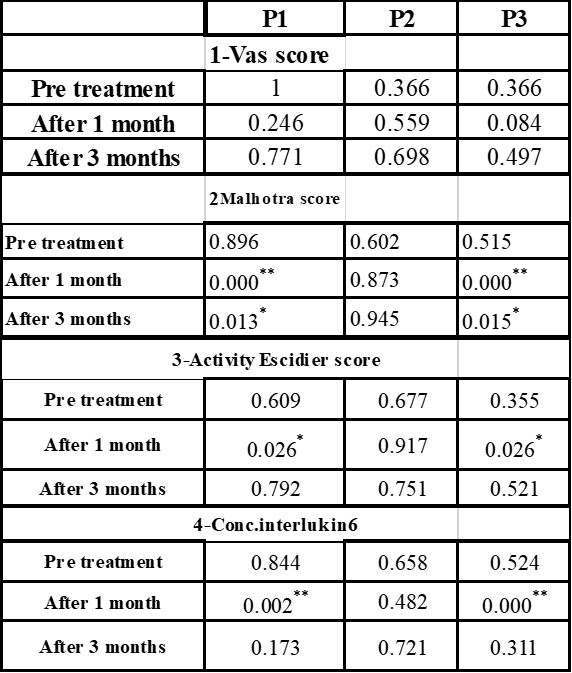 P1 P2 P3
1-Vas score
Pre treatment 1 0.366 0.366
After 1 month 0.246 0.559 0.084
After 3 months 0.771 0.698 0.497
2Malhotra score
Pre treatment 0.896 0.602 0.515
After 1 month 0.000** 0.873 0.000**
After 3 months 0.013* 0.945 0.015*
3-Activity Escidier score
Pre treatment 0.609 0.677 0.355
After 1 month 0.026* 0.917 0.026*
After 3 months 0.792 0.751 0.521
4-Conc.interlukin6
Pre treatment 0.844 0.658 0.524
After 1 month 0.002** 0.482 0.000**
After 3 months 0.173 0.721 0.311